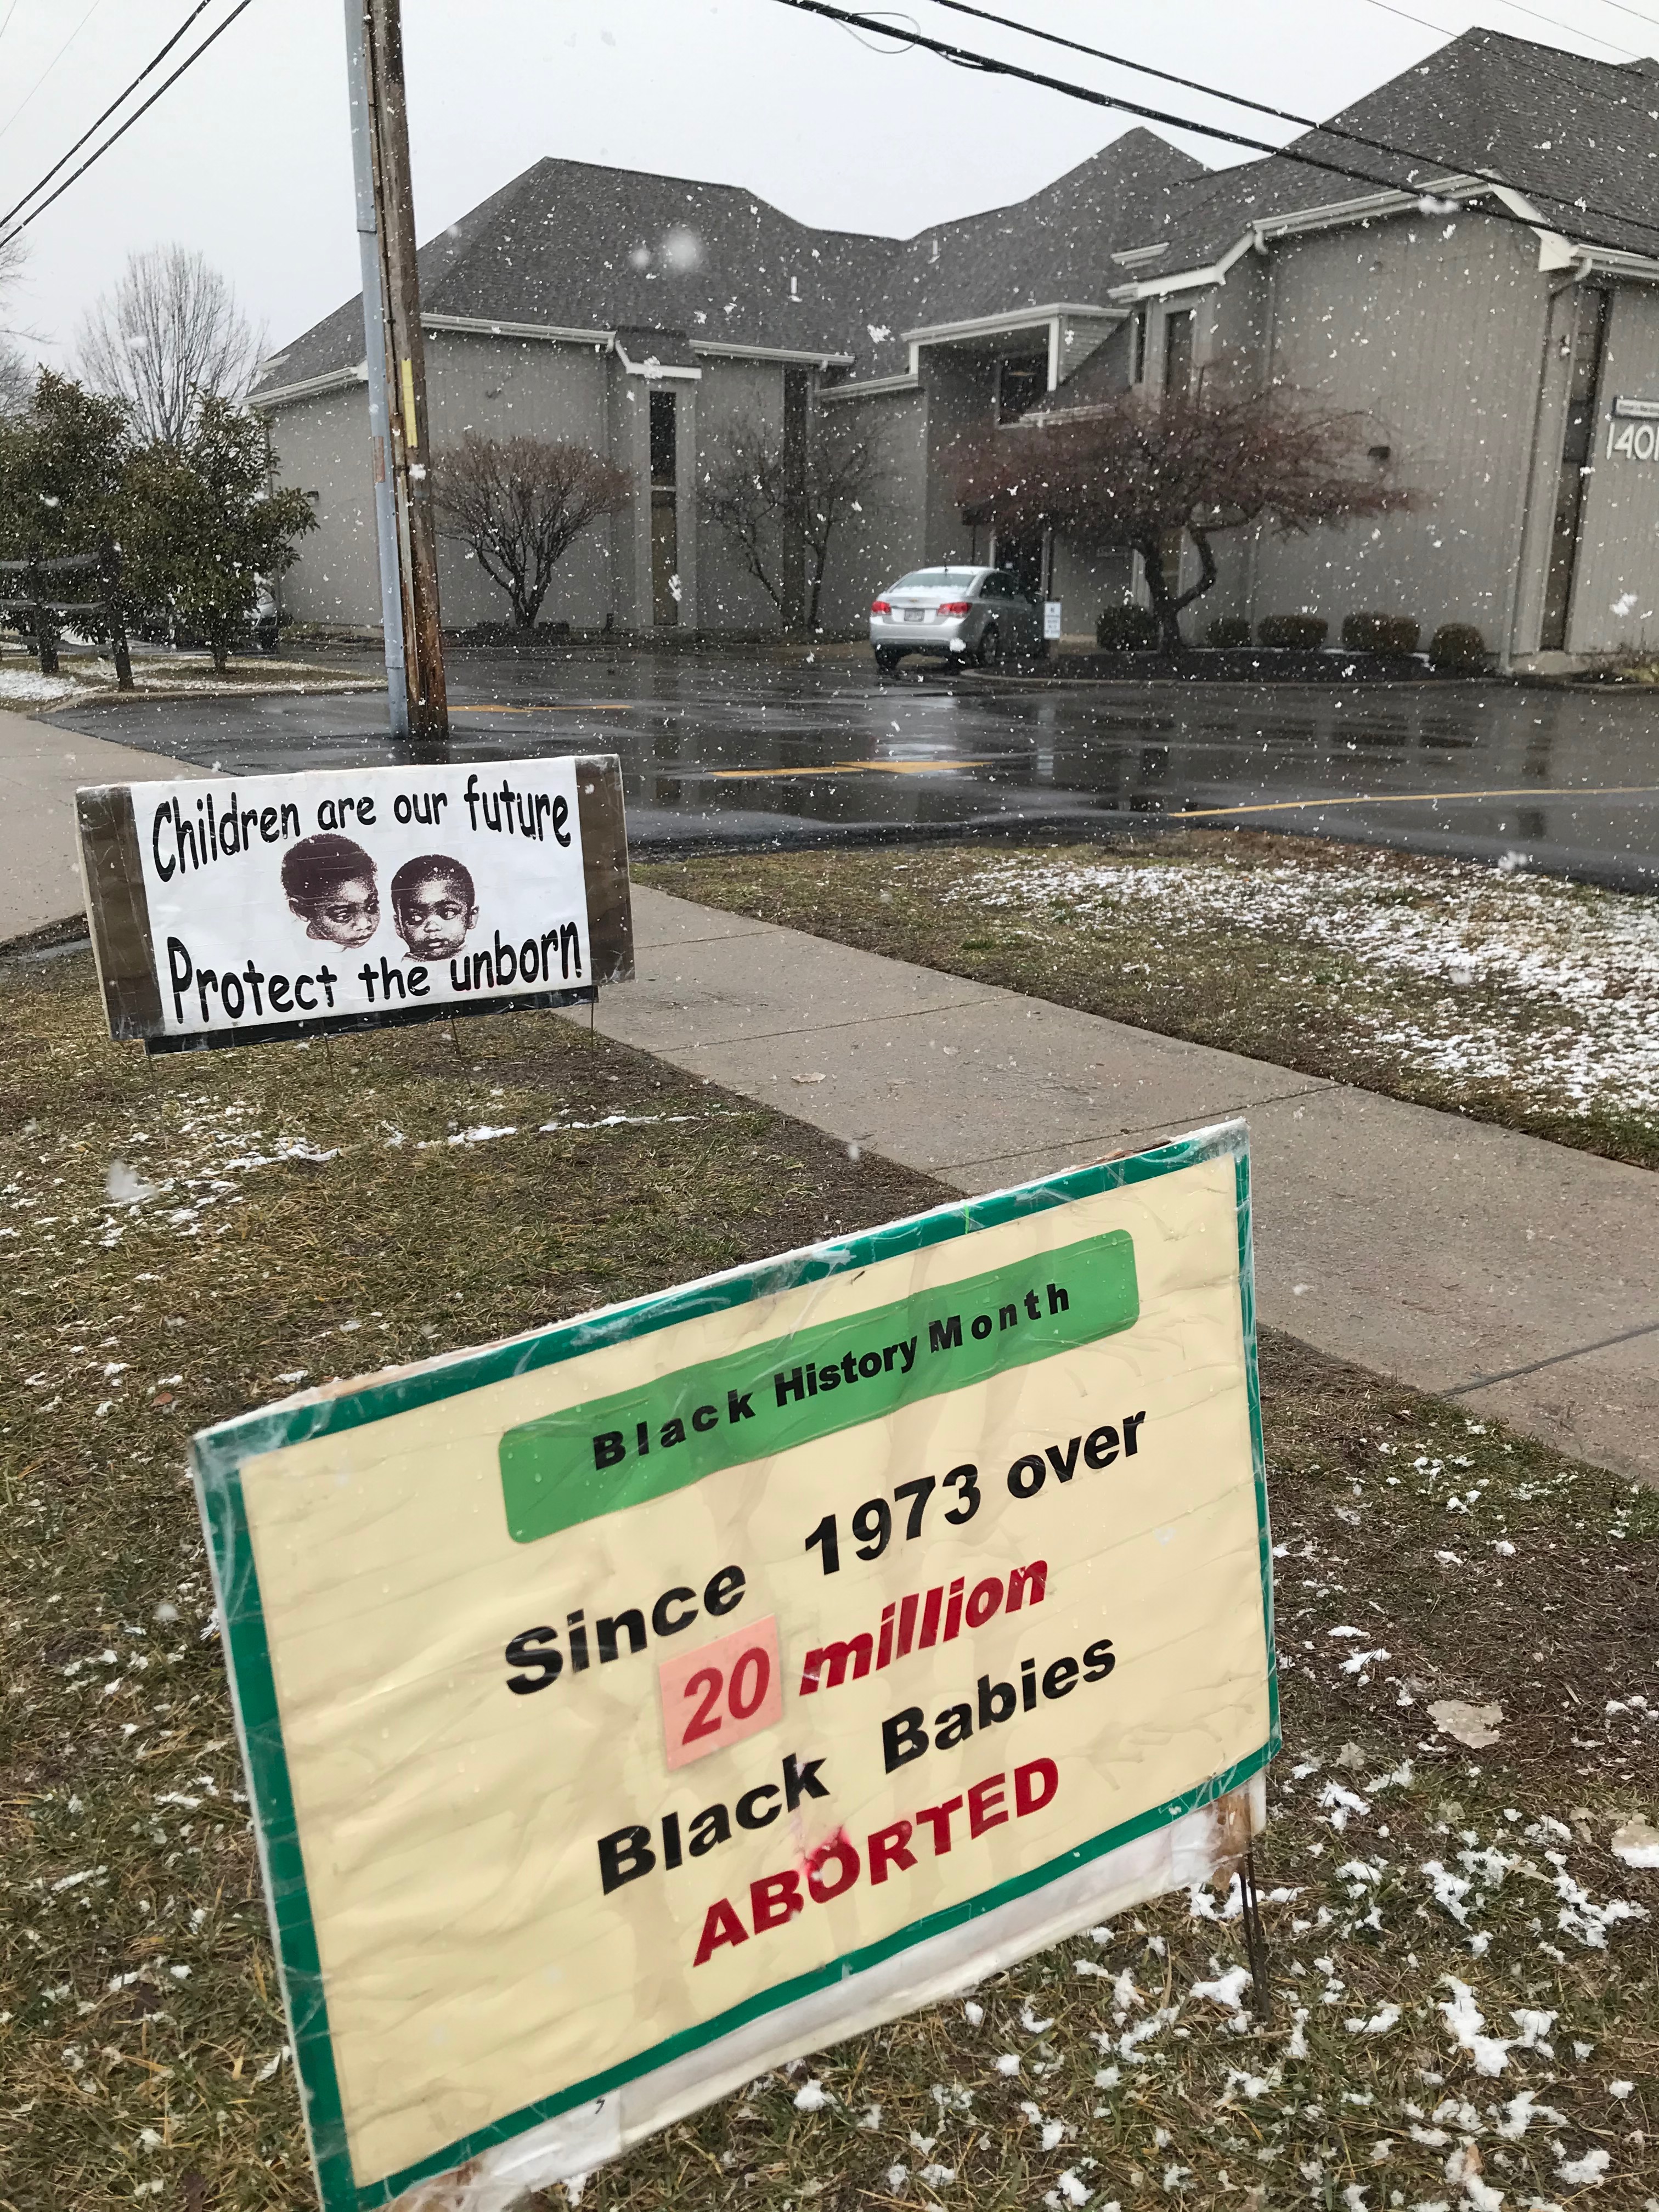 Children are our future
Protect the unborn
1401
Black History Month
Since 1973 over
20 million
Black Babies
ABORTED